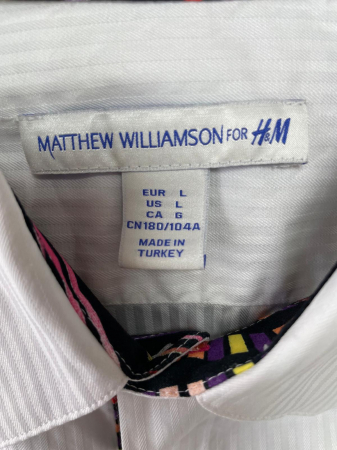 MATTHEW WILLIAMSON FOR H&M
EUR L
US L
CA G
CN180/104A
MADE IN
TURKEY